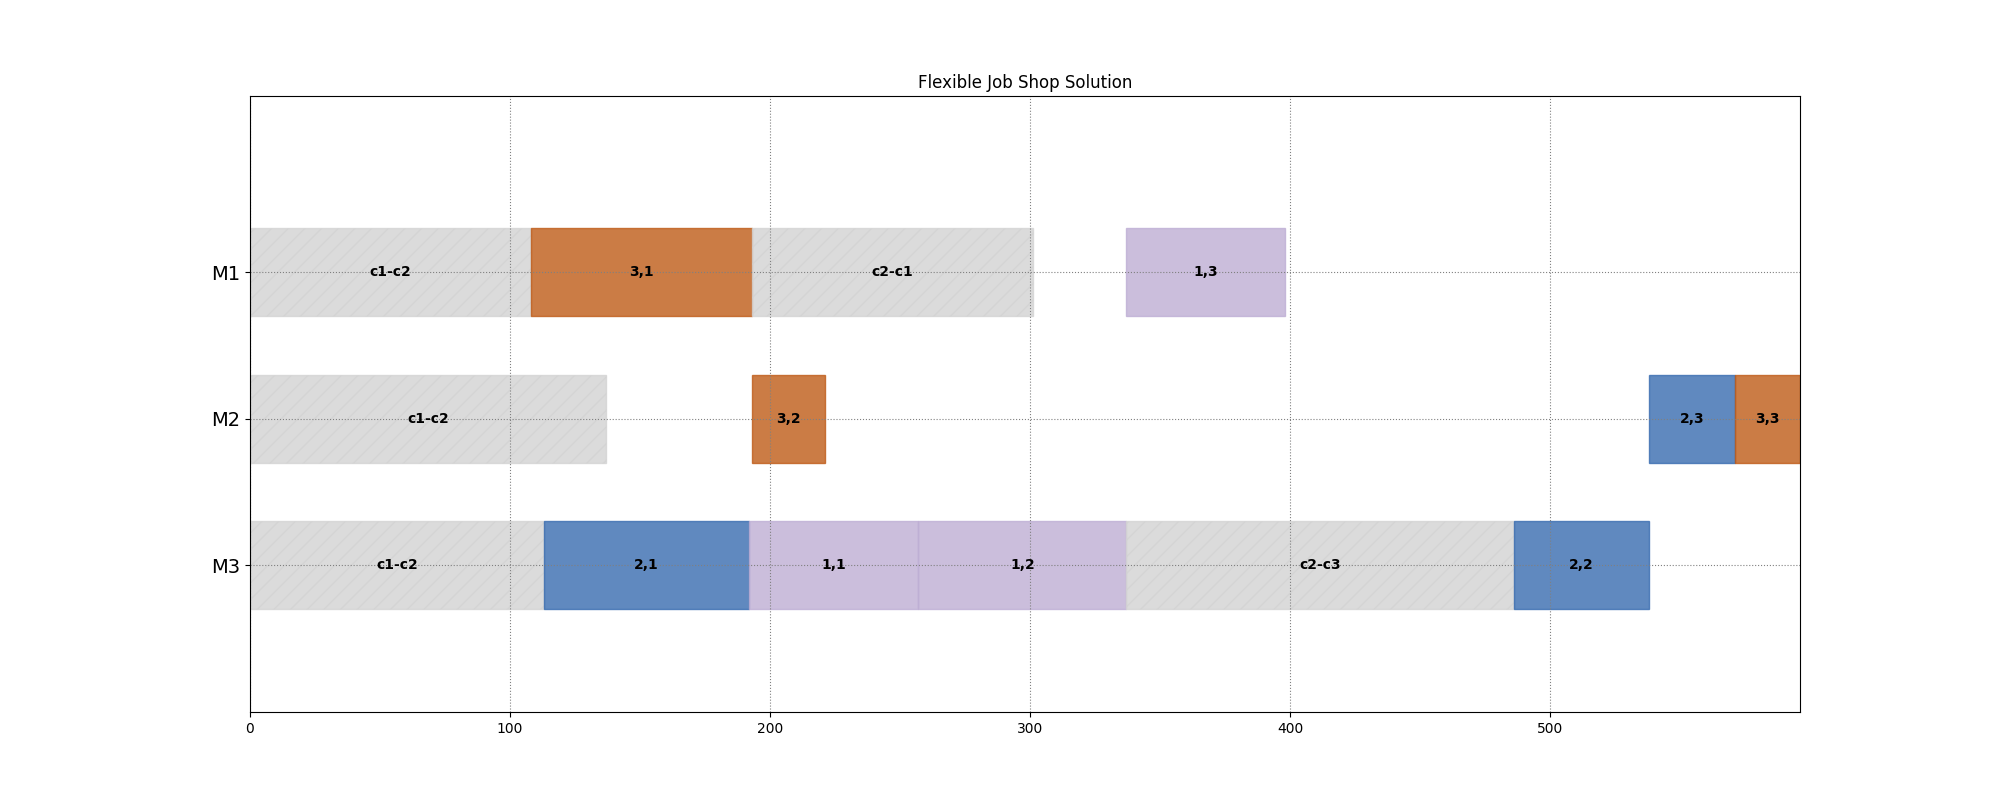 Flexible Job Shop Solution
M1
c1-c2
3,1
c2-c1
1,3
M2
c1-c2
3,2
2,3
3,3
M3
c1-c2
2,1
1,1
1,2
c2-c3
2,2
0
100
200
300
400
500